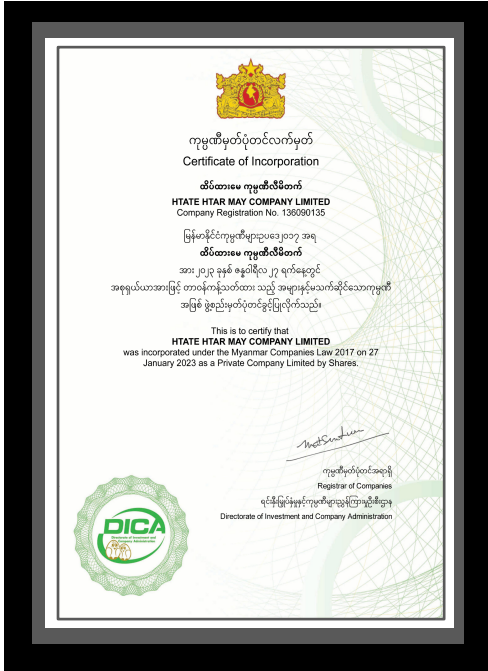 ကုမ္ပဏီမှတ်ပုံတင်လက်မှတ်
Certificate of Incorporation
ထိပ်ထားမေ ကုမ္ပဏီလီမိတက်
HTATE HTAR MAY COMPANY LIMITED
Company Registration No. 136090135
မြန်မာနိုင်ငံကုမ္ပဏီများဥပဒေ၂၀၁၇ အရ
ထိပ်ထားမေ ကုမ္ပဏီလီမိတက်
အား ၂၀၂၃ ခုနှစ် ဇန္နဝါရီလ ၂၇ ရက်နေ့တွင်
အစုရှယ်ယာအားဖြင့် တာဝန်ကန့်သတ်ထား သည့် အများနှင့်မသက်ဆိုင်သောကုမ္ပဏီ
အဖြစ် ဖွဲ့စည်းမှတ်ပုံတင်ခွင့်ပြုလိုက်သည်။
This is to certify that
HTATE HTAR MAY COMPANY LIMITED
was incorporated under the Myanmar Companies Law 2017 on 27
January 2023 as a Private Company Limited by Shares.
ကုမ္ပဏီမှတ်ပုံတင်အရာရှိ
Registrar of Companies
ရင်းနှီးမြှုပ်နှံမှုနှင့်ကုမ္ပဏီများညွှန်ကြားမှုဦးစီးဌာန
Directorate of Investment and Company Administration
DICA
Directorate of Investment and
Company Administration